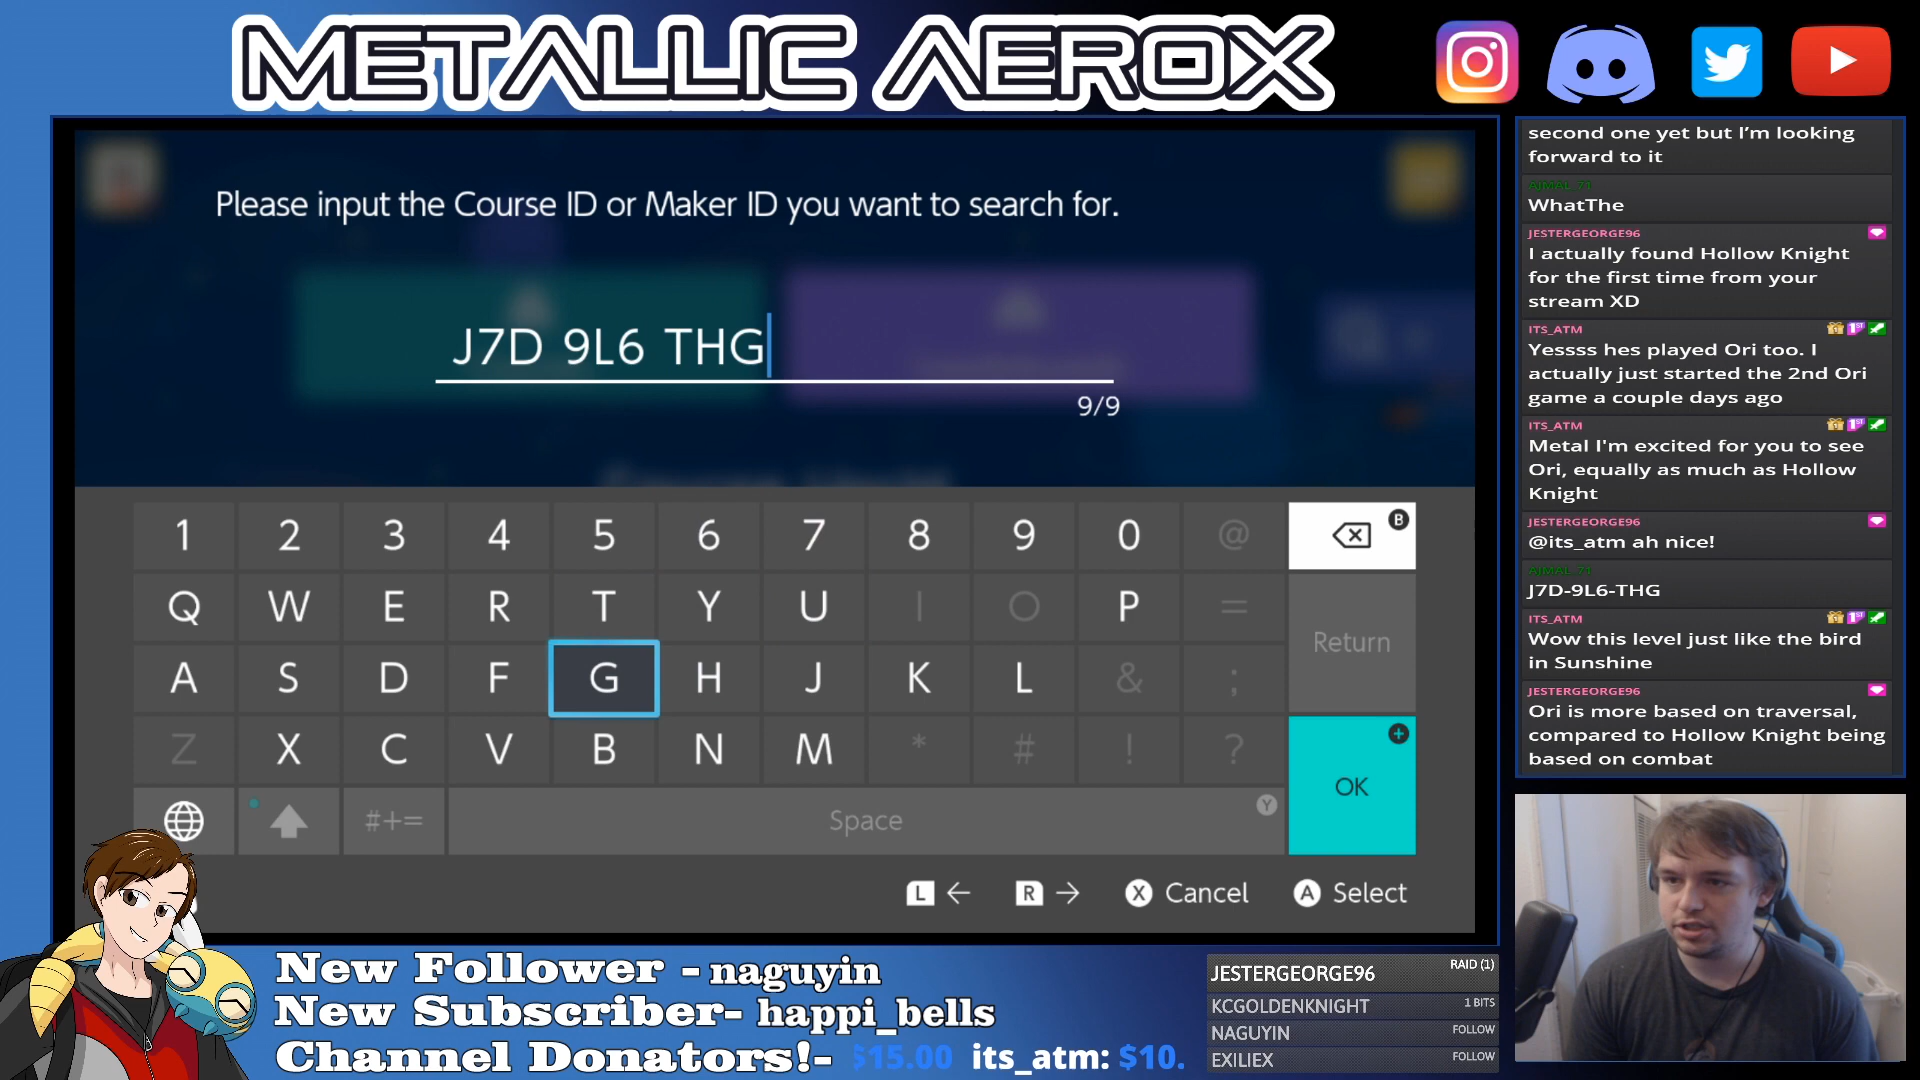 METALLIC AEROX
Please input the Course ID or Maker ID you want to search for.
J7D 9L6 THG
9/9
1 2 3 4 5 6 7 8 9 0 @ B
Q W E R T Y U I O P = Return
A S D F G H J K L & ;
Z X C V B N M * # ! ? + OK
#+= Space Y
L ← R → X Cancel A Select
second one yet but I'm looking
forward to it
AIMAL_71
WhatThe
JESTERGEORGE96
I actually found Hollow Knight
for the first time from your
stream XD
ITS_ATM
Yessss hes played Ori too. I
actually just started the 2nd Ori
game a couple days ago
ITS_ATM
Metal I'm excited for you to see
Ori, equally as much as Hollow
Knight
JESTERGEORGE96
@its_atm ah nice!
AIMAL_71
J7D-9L6-THG
ITS_ATM
Wow this level just like the bird
in Sunshine
JESTERGEORGE96
Ori is more based on traversal,
compared to Hollow Knight being
based on combat
New Follower - naguyin
New Subscriber- happi_bells
Channel Donators!- $15.00 its_atm: $10.
JESTERGEORGE96 RAID (1)
KCGOLDENKNIGHT 1 BITS
NAGUYIN FOLLOW
EXILIEX FOLLOW